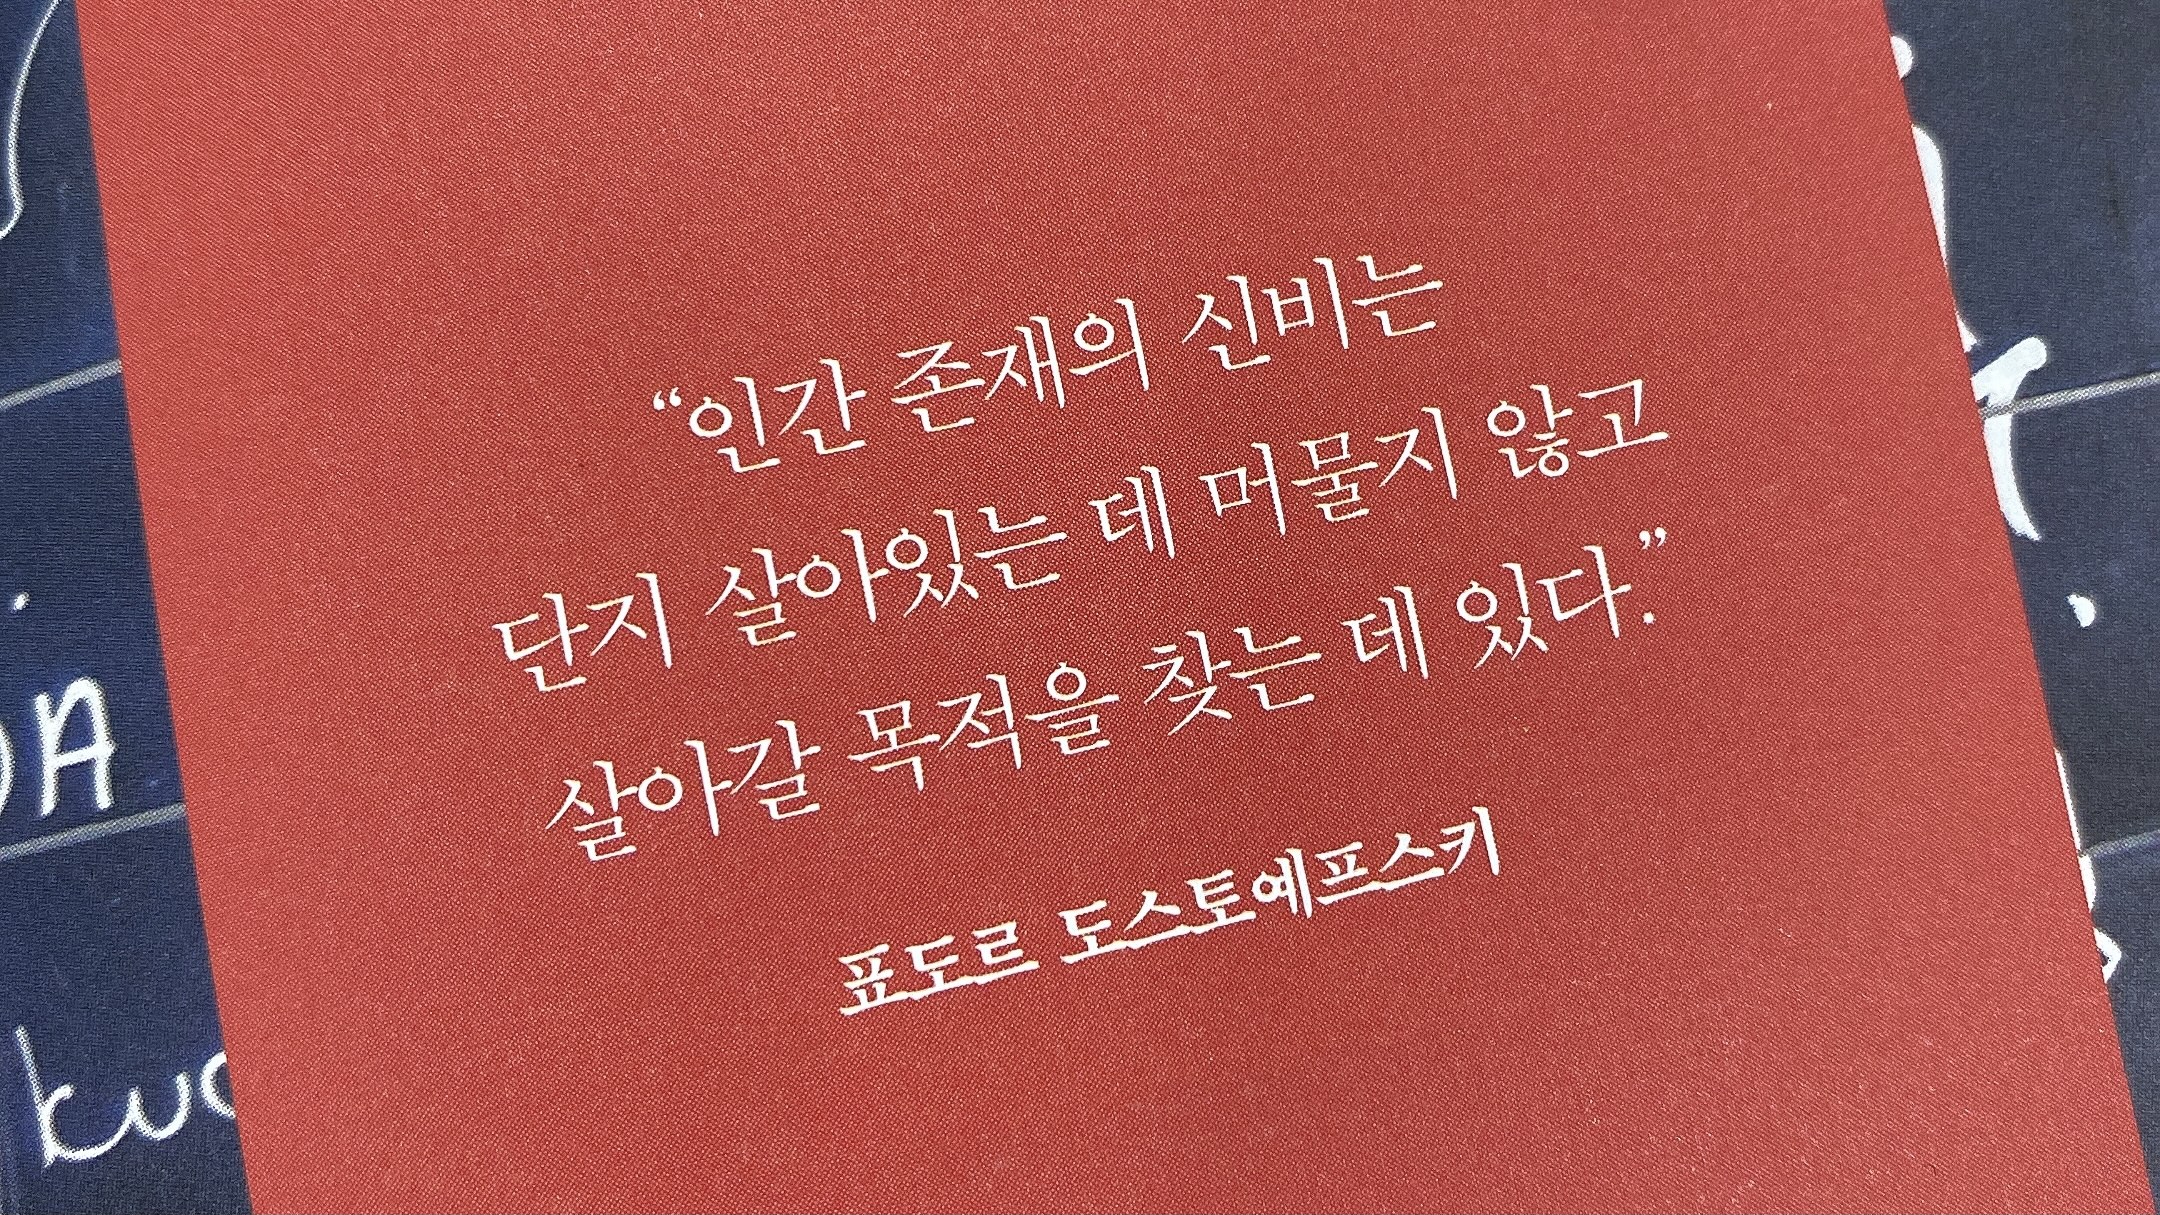 “인간 존재의 신비는
단지 살아있는 데 머물지 않고
살아갈 목적을 찾는 데 있다.”
표도르 도스토예프스키